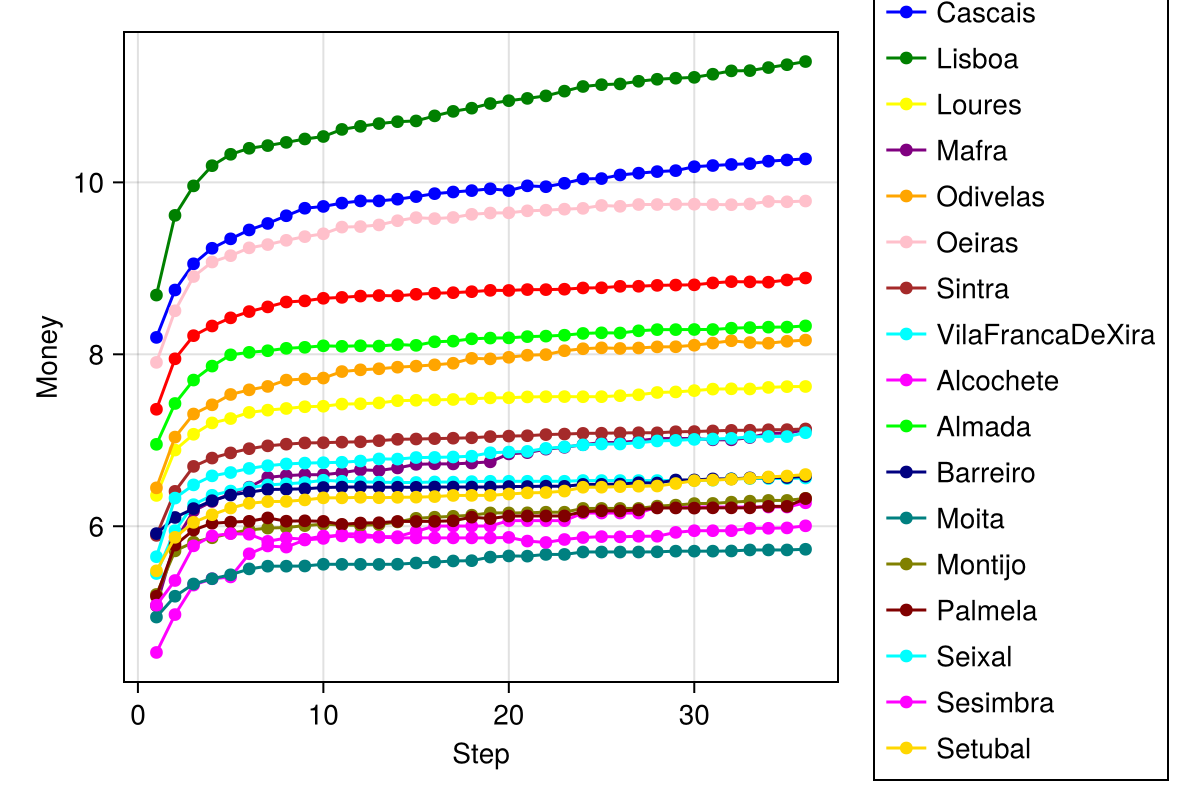 Cascais
Lisboa
Loures
Mafra
Odivelas
Oeiras
Sintra
VilaFrancaDeXira
Alcochete
Almada
Barreiro
Moita
Montijo
Palmela
Seixal
Sesimbra
Setubal
10
8
6
Money
0 10 20 30
Step